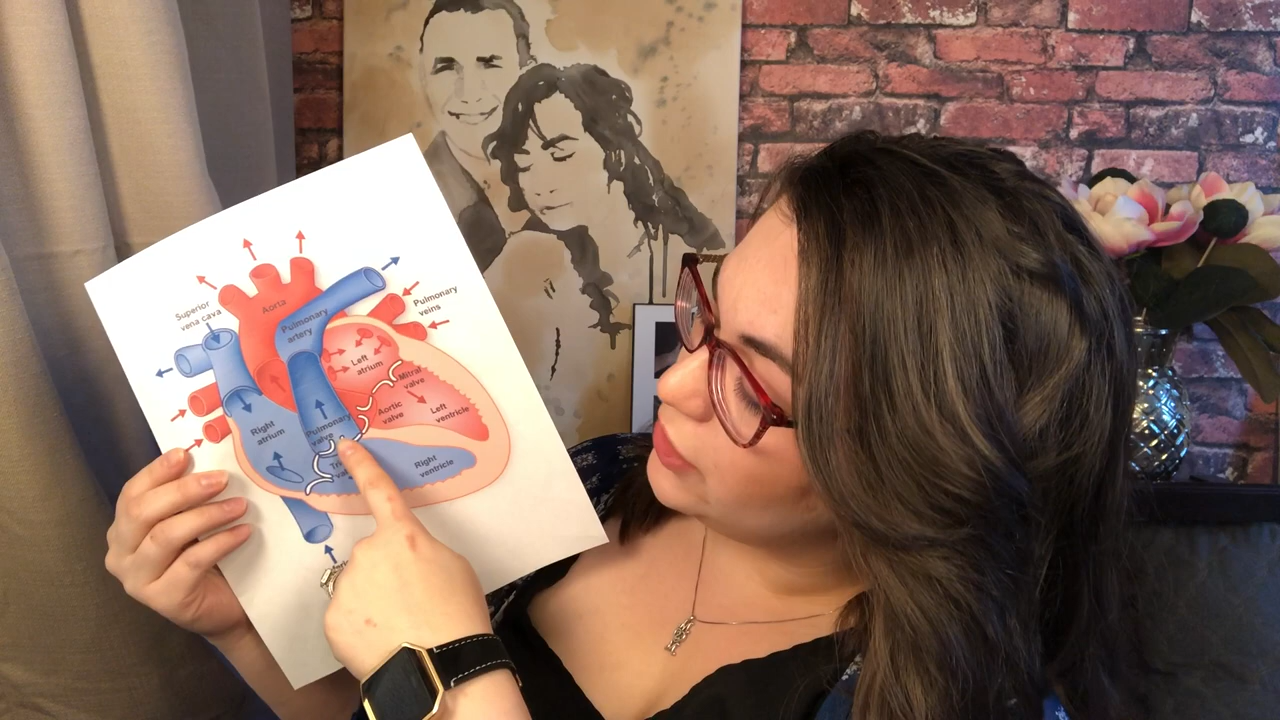 Aorta
Superior
vena cava
Pulmonary
artery
Pulmonary
veins
Left
atrium
Mitral
valve
Aortic
valve
Left
ventricle
Right
atrium
Pulmonary
valve
Right
ventricle